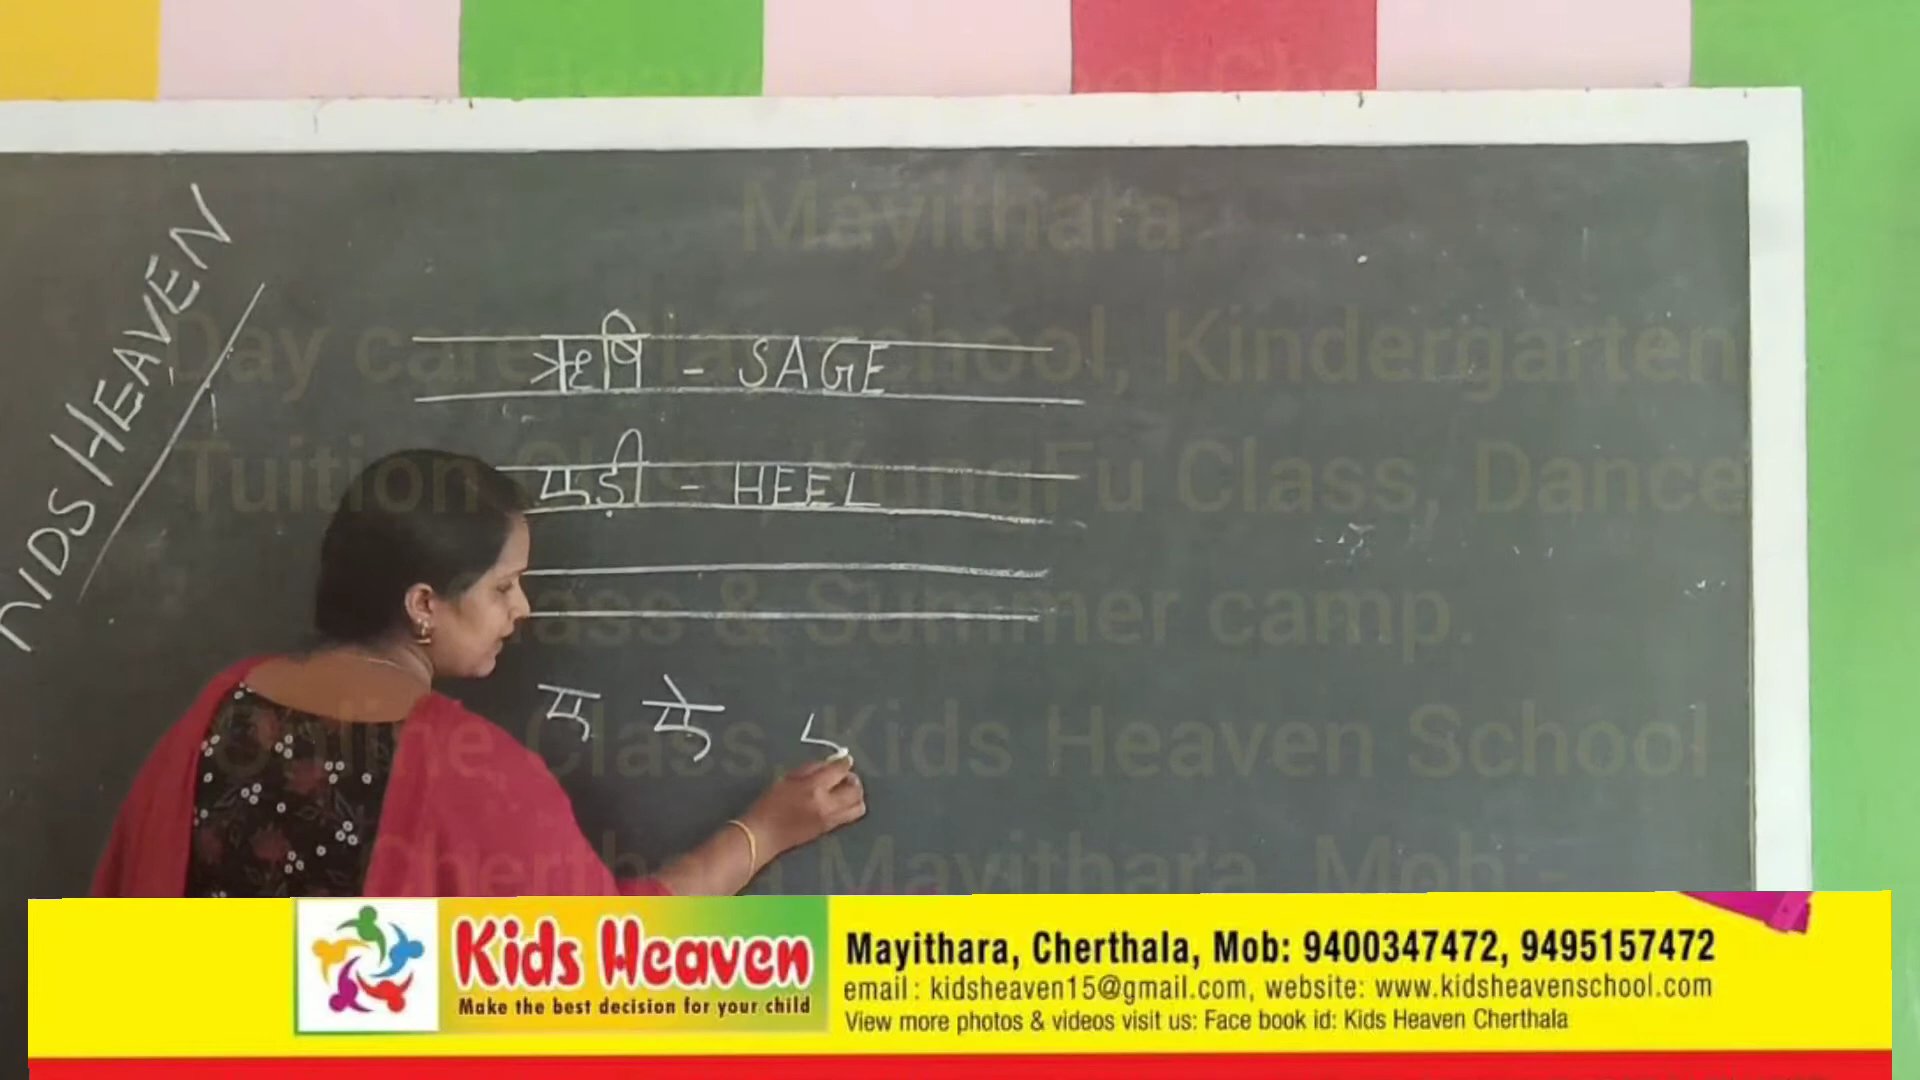 KIDS HEAVEN
Mayithara
Day care, Play school, Kindergarten
Tuition Class, KungFu Class, Dance
Class & Summer camp.
Online Class, Kids Heaven School
Cherthala Mayithara, Mob:-
ऋषि - SAGE
एड़ी - HEEL
ए ऐ
Kids Heaven
Make the best decision for your child
Mayithara, Cherthala, Mob: 9400347472, 9495157472
email : kidsheaven15@gmail.com, website: www.kidsheavenschool.com
View more photos & videos visit us: Face book id: Kids Heaven Cherthala